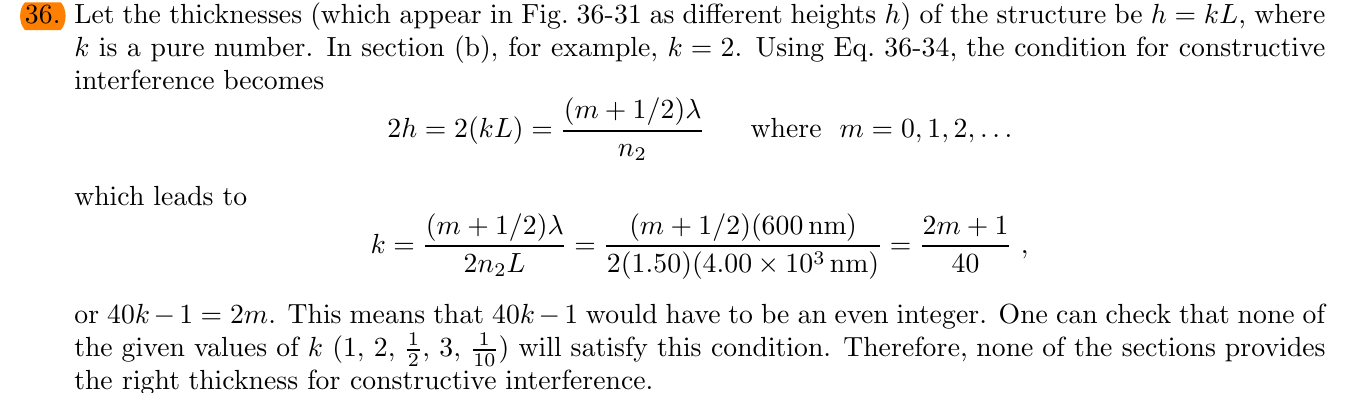 36. Let the thicknesses (which appear in Fig. 36-31 as different heights h) of the structure be h = kL, where
k is a pure number. In section (b), for example, k = 2. Using Eq. 36-34, the condition for constructive
interference becomes
2h = 2(kL) = \frac{(m + 1/2)λ}{n₂} where m = 0, 1, 2, . . .
which leads to
k = \frac{(m + 1/2)λ}{2n₂L} = \frac{(m + 1/2)(600 nm)}{2(1.50)(4.00 × 10³ nm)} = \frac{2m + 1}{40} ,
or 40k − 1 = 2m. This means that 40k − 1 would have to be an even integer. One can check that none of
the given values of k (1, 2, \frac{1}{2}, 3, \frac{1}{10}) will satisfy this condition. Therefore, none of the sections provides
the right thickness for constructive interference.